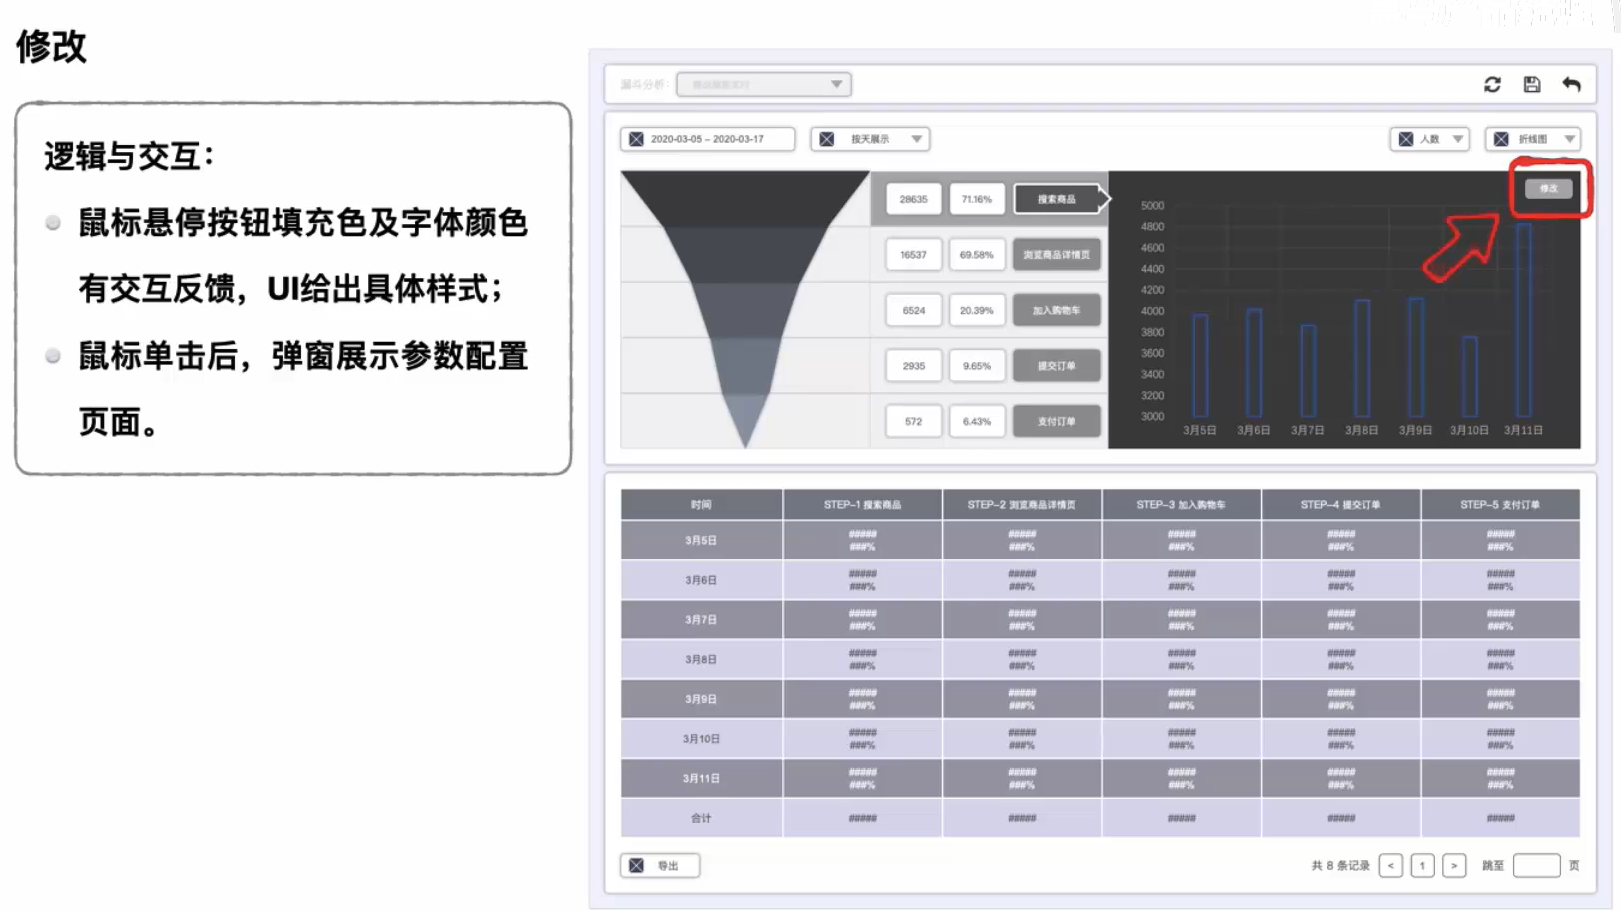 修改
逻辑与交互：
鼠标悬停按钮填充色及字体颜色
有交互反馈，UI给出具体样式；
鼠标单击后，弹窗展示参数配置
页面。
漏斗分析：
2020-03-05 – 2020-03-17 按天展示 人数 折线图
修改
28635 71.16% 搜索商品
16537 69.58% 浏览商品详情页
6524 20.39% 加入购物车
2935 9.65% 提交订单
572 6.43% 支付订单
5000
4800
4600
4400
4200
4000
3800
3600
3400
3200
3000
3月5日 3月6日 3月7日 3月8日 3月9日 3月10日 3月11日
时间 STEP–1 搜索商品 STEP–2 浏览商品详情页 STEP–3 加入购物车 STEP–4 提交订单 STEP–5 支付订单
##### ##### ##### ##### #####
3月5日
###% ###% ###% ###% ###%
##### ##### ##### ##### #####
3月6日
###% ###% ###% ###% ###%
##### ##### ##### ##### #####
3月7日
###% ###% ###% ###% ###%
##### ##### ##### ##### #####
3月8日
###% ###% ###% ###% ###%
##### ##### ##### ##### #####
3月9日
###% ###% ###% ###% ###%
##### ##### ##### ##### #####
3月10日
###% ###% ###% ###% ###%
##### ##### ##### ##### #####
3月11日
###% ###% ###% ###% ###%
合计 ##### ##### ##### ##### #####
导出 共 8 条记录 < 1 > 跳至 页